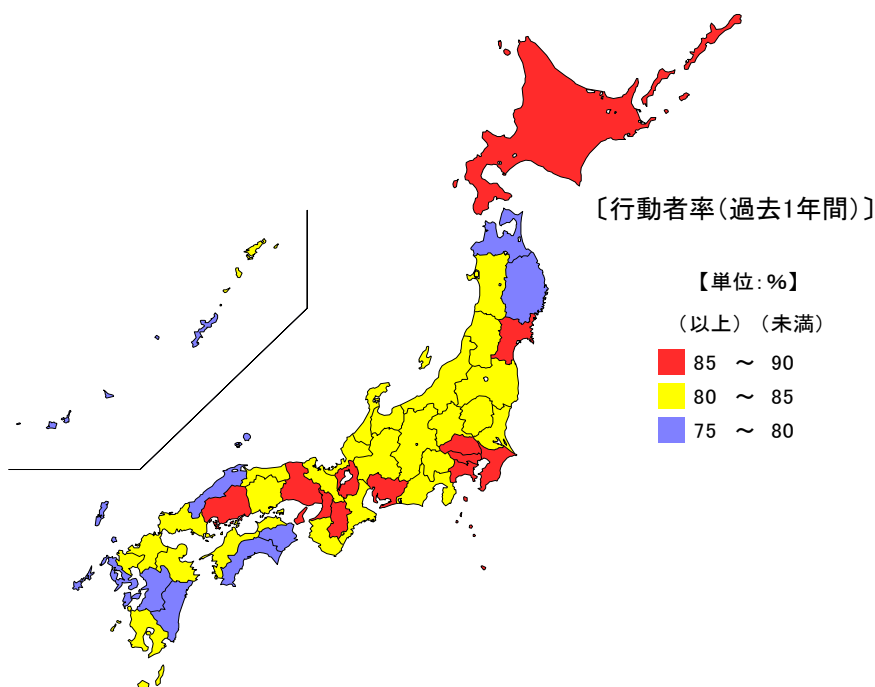 〔行動者率（過去1年間）〕
【単位：％】
（以上）（未満）
85 ～ 90
80 ～ 85
75 ～ 80